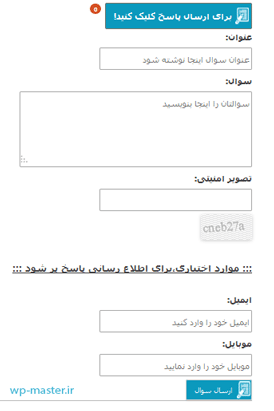 برای ارسال پاسخ کلیک کنید! 0
عنوان:
عنوان سوال اینجا نوشته شود
سوال:
سوالتان را اینجا بنویسید
تصویر امنیتی:
cneb27a
::: موارد اختیاری،برای اطلاع رسانی پاسخ پر شود :::
ایمیل:
ایمیل خود را وارد کنید
موبایل:
موبایل خود را وارد نمایید
ارسال سوال
wp-master.ir